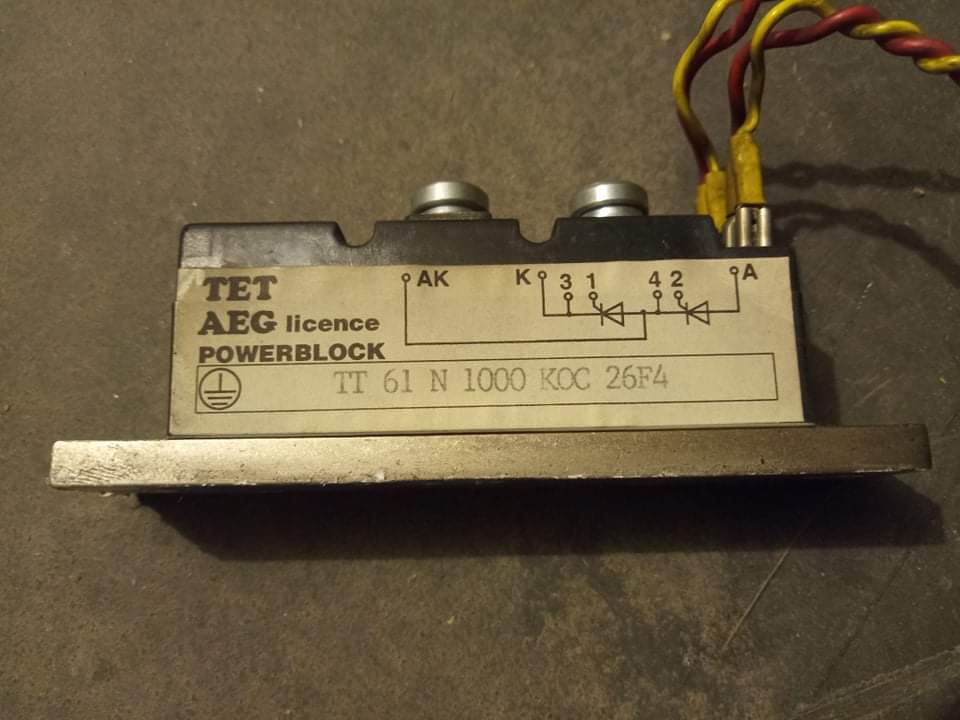 TET
AEG licence
POWERBLOCK
AK
K 3 1 4 2 A
TT 61 N 1000 KOC 26F4